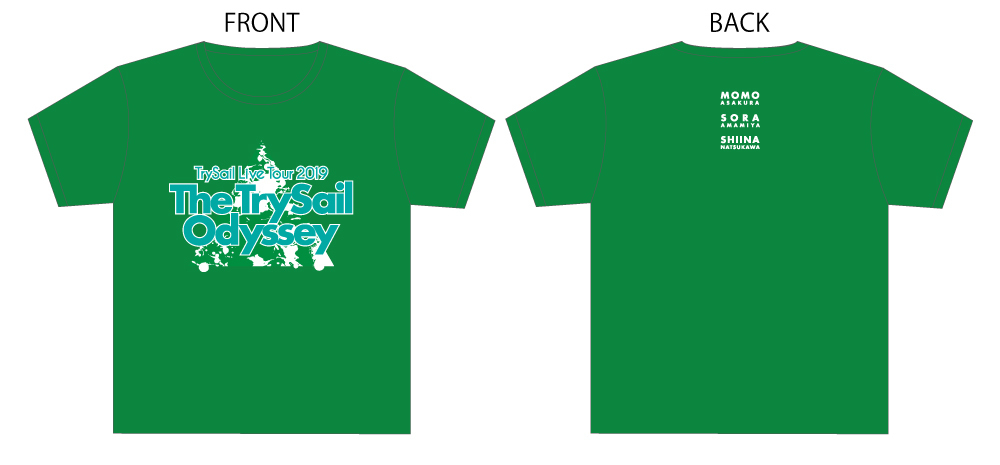 FRONT
TrySail Live Tour 2019
The TrySail
Odyssey
BACK
MOMO
ASAKURA
SORA
AMAMIYA
SHIINA
NATSUKAWA